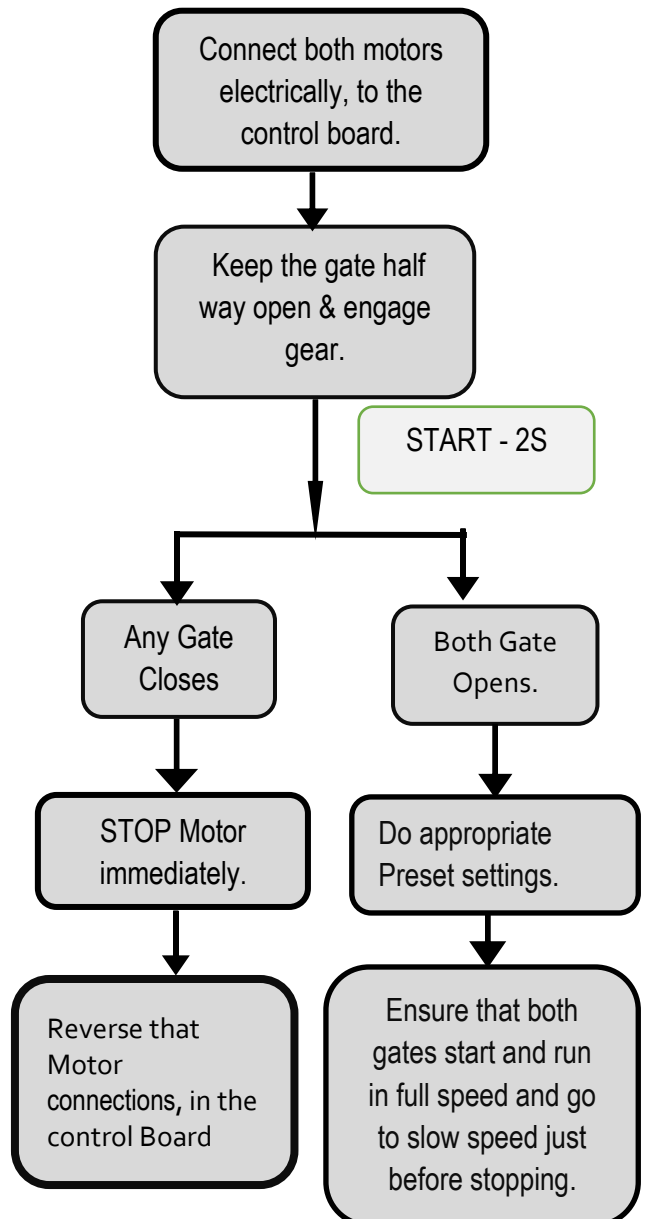 Connect both motors
electrically, to the
control board.
Keep the gate half
way open & engage
gear.
START - 2S
Any Gate
Closes
Both Gate
Opens.
STOP Motor
immediately.
Do appropriate
Preset settings.
Reverse that
Motor
connections, in the
control Board
Ensure that both
gates start and run
in full speed and go
to slow speed just
before stopping.